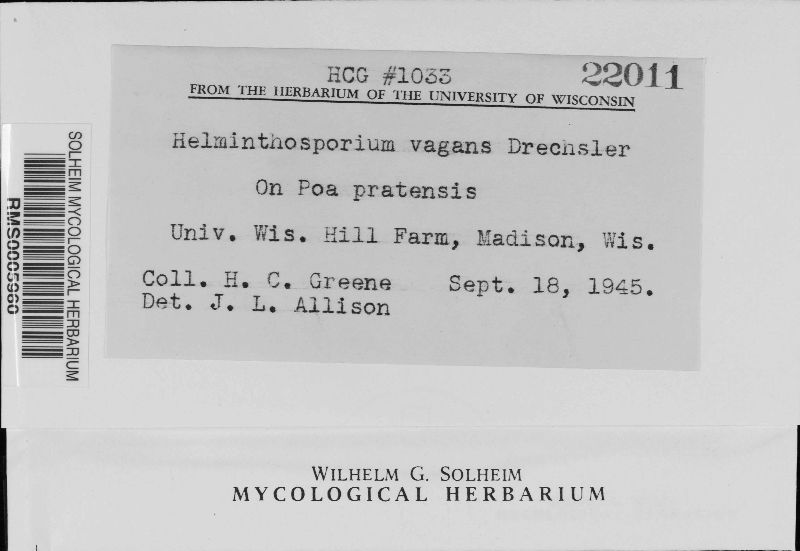 HCG #1033
22011
FROM THE HERBARIUM OF THE UNIVERSITY OF WISCONSIN
Helminthosporium vagans Drechsler
On Poa pratensis
Univ. Wis. Hill Farm, Madison, Wis.
Coll. H. C. Greene Sept. 18, 1945.
Det. J. L. Allison
SOLHEIM MYCOLOGICAL HERBARIUM
RMS0005960
WILHELM G. SOLHEIM
MYCOLOGICAL HERBARIUM